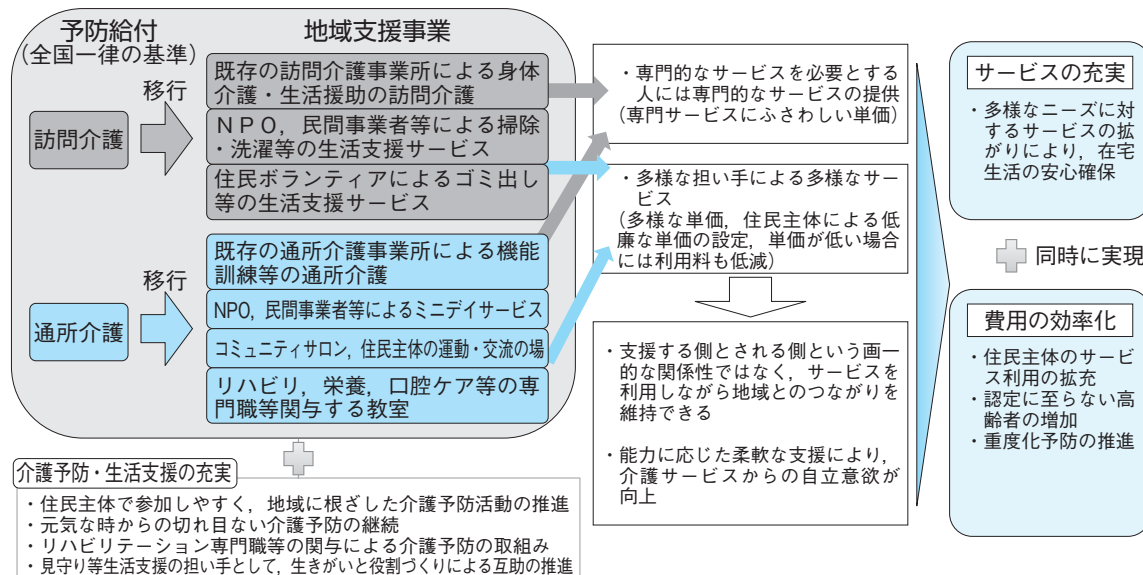 予防給付
(全国一律の基準)
地域支援事業
移行
訪問介護
既存の訪問介護事業所による身体
介護・生活援助の訪問介護
ＮＰＯ，民間事業者等による掃除
・洗濯等の生活支援サービス
住民ボランティアによるゴミ出し
等の生活支援サービス
移行
通所介護
既存の通所介護事業所による機能
訓練等の通所介護
NPO，民間事業者等によるミニデイサービス
コミュニティサロン，住民主体の運動・交流の場
リハビリ，栄養，口腔ケア等の専
門職等関与する教室
介護予防・生活支援の充実
・住民主体で参加しやすく，地域に根ざした介護予防活動の推進
・元気な時からの切れ目ない介護予防の継続
・リハビリテーション専門職等の関与による介護予防の取組み
・見守り等生活支援の担い手として，生きがいと役割づくりによる互助の推進
・専門的なサービスを必要とする
人には専門的なサービスの提供
(専門サービスにふさわしい単価)
・多様な担い手による多様なサー
ビス
(多様な単価，住民主体による低
廉な単価の設定，単価が低い場合
には利用料も低減)
・支援する側とされる側という画一
的な関係性ではなく，サービスを
利用しながら地域とのつながりを
維持できる
・能力に応じた柔軟な支援により，
介護サービスからの自立意欲が
向上
サービスの充実
・多様なニーズに対
するサービスの拡
がりにより，在宅
生活の安心確保
同時に実現
費用の効率化
・住民主体のサービ
ス利用の拡充
・認定に至らない高
齢者の増加
・重度化予防の推進